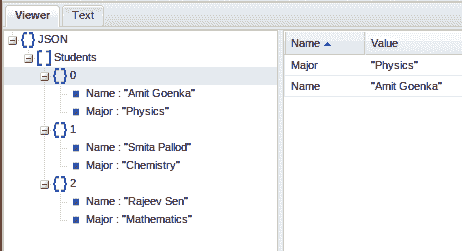 Viewer Text
JSON
Students
0
Name : "Amit Goenka"
Major : "Physics"
1
Name : "Smita Pallod"
Major : "Chemistry"
2
Name : "Rajeev Sen"
Major : "Mathematics"
Name Value
Major "Physics"
Name "Amit Goenka"